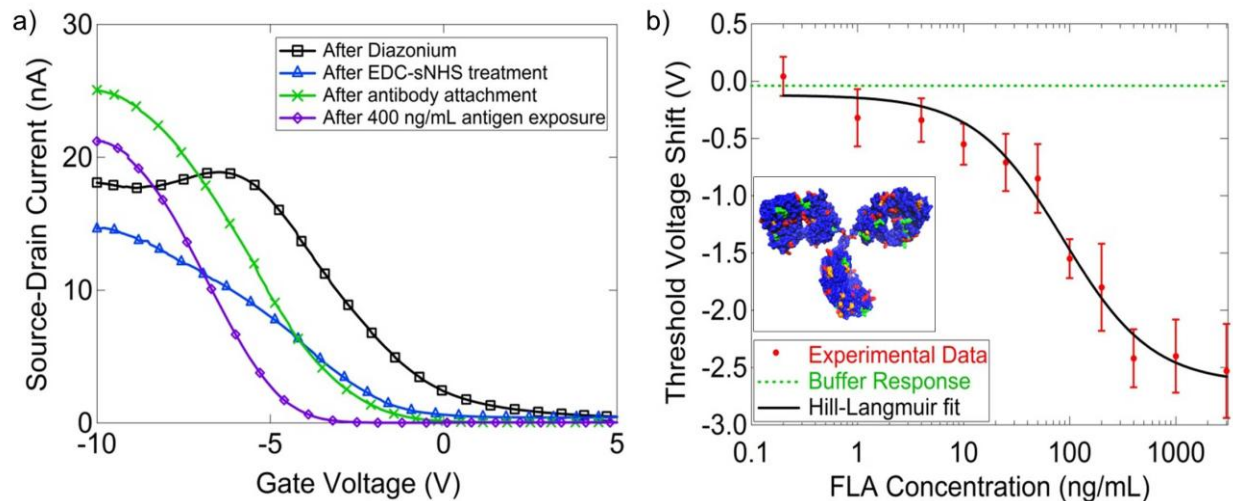 a)
30
20
10
0
-10
-5
0
5
Source-Drain Current (nA)
Gate Voltage (V)
After Diazonium
After EDC-sNHS treatment
After antibody attachment
After 400 ng/mL antigen exposure
b)
0.5
0.0
-0.5
-1.0
-1.5
-2.0
-2.5
-3.0
0.1
1
10
100
1000
Threshold Voltage Shift (V)
FLA Concentration (ng/mL)
Experimental Data
Buffer Response
Hill-Langmuir fit